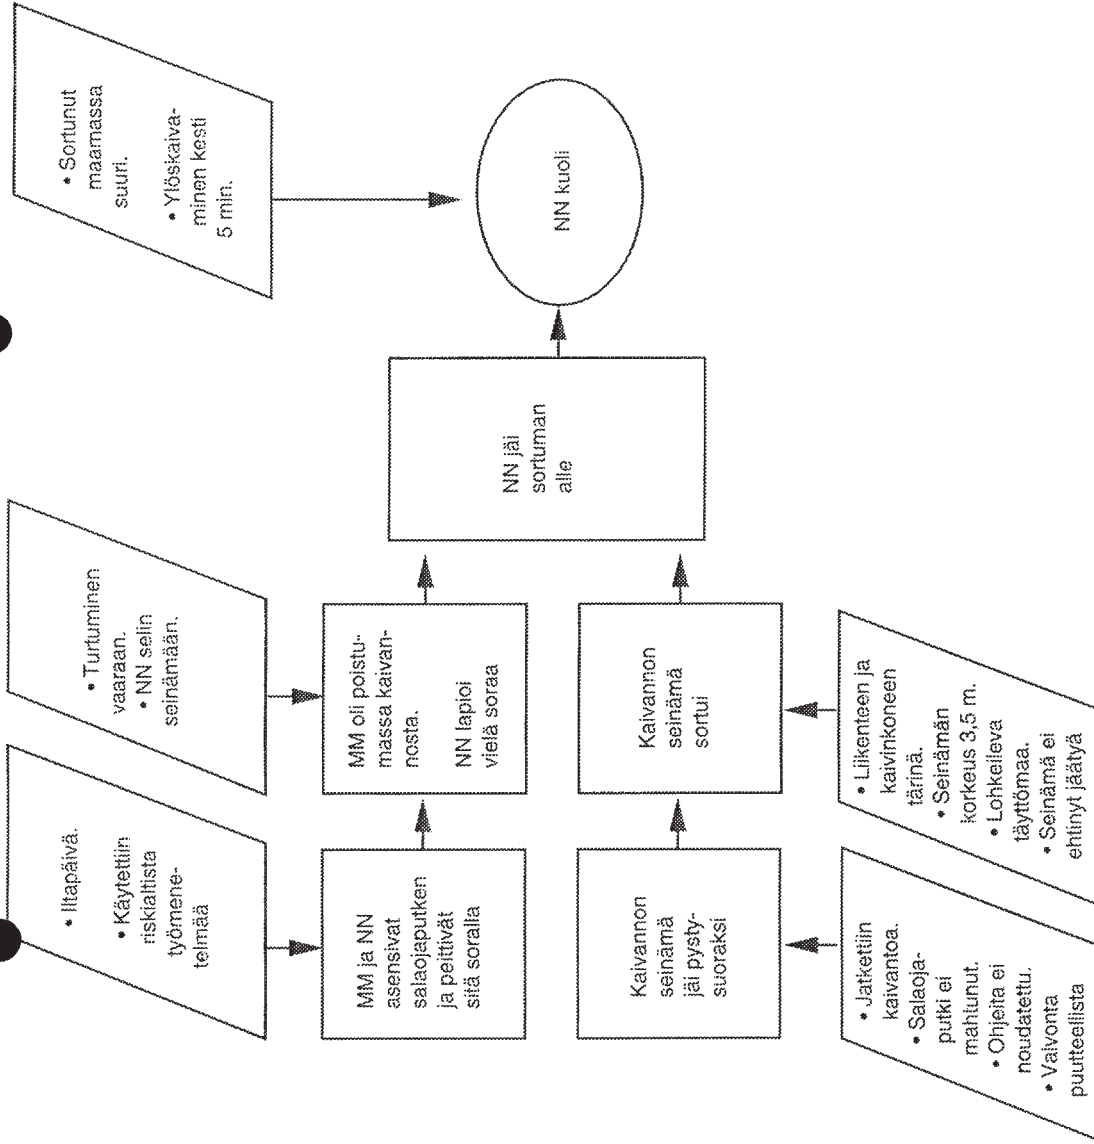 • Iltapäivä.
• Käytettiin
riskialtista
työmene-
telmää
• Turtuminen
vaaraan.
• NN selin
seinämään.
• Sortunut
maamassa
suuri.
• Ylöskaiva-
minen kesti
5 min.
MM ja NN
asensivat
salaojaputken
ja peittivät
sitä soralla
MM oli poistu-
massa kaivan-
nosta.
NN lapioi
vielä soraa
Kaivannon
seinämä
jäi pysty-
suoraksi
Kaivannon
seinämä
sortui
NN jäi
sortuman
alle
NN kuoli
• Jatkettiin
kaivantoa.
• Salaoja-
putki ei
mahtunut.
• Ohjeita ei
noudatettu.
• Valvonta
puutteellista
• Liikenteen ja
kaivinkoneen
tärinä.
• Seinämän
korkeus 3,5 m.
• Lohkeileva
täyttömaa.
• Seinämä ei
ehtinyt jäätyä